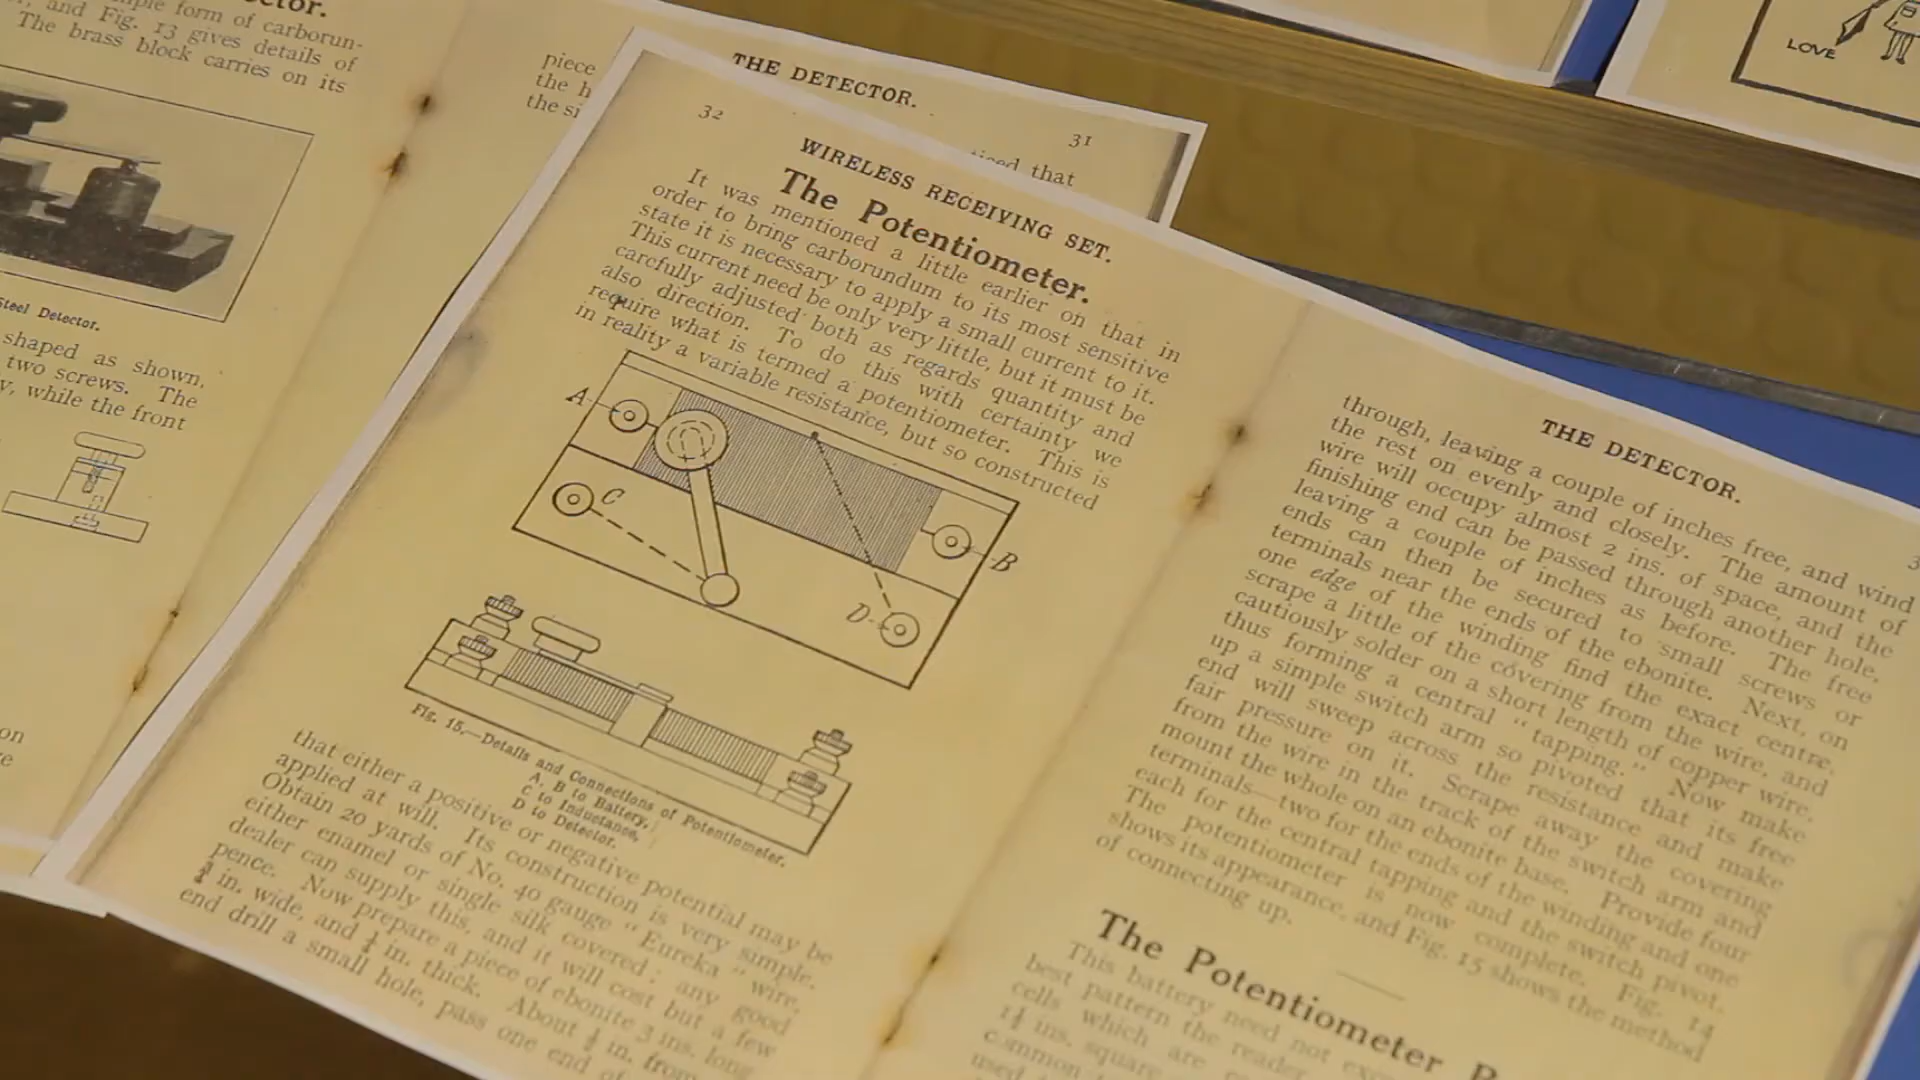 ctor.
ple form of carborun-
and Fig. 13 gives details of
The brass block carries on its
Steel Detector.
shaped as shown,
two screws. The
while the front
piece
the h
the si
THE DETECTOR.
31
ticed that
32
WIRELESS RECEIVING SET.
The Potentiometer.
It was mentioned a little earlier on that in
order to bring carborundum to its most sensitive
state it is necessary to apply a small current to it.
This current need be only very little, but it must be
carefully adjusted both as regards quantity and
also direction. To do this with certainty we
require what is termed a potentiometer. This is
in reality a variable resistance, but so constructed
A
C
B
D
Fig. 15.—Details and Connections of Potentiometer.
A, B to Battery,
C to Inductance,
D to Detector.
that either a positive or negative potential may be
applied at will. Its construction is very simple.
Obtain 20 yards of No. 40 gauge "Eureka" wire,
either enamel or single silk covered; any good
dealer can supply this, and it will cost but a few
pence. Now prepare a piece of ebonite 3 ins. long
in. wide, and ¼ in. thick. About in. from
end drill a small hole, pass one end of
THE DETECTOR.
through, leaving a couple of inches free, and wind
the rest on evenly and closely. The amount of
wire will occupy almost 2 ins. of space, and the
finishing end can be passed through another hole,
leaving a couple of inches as before. The free
ends can then be secured to small screws or
terminals near the ends of the ebonite. Next, on
one edge of the winding find the exact centre,
scrape a little of the covering from the wire, and
cautiously solder on a short length of copper wire,
thus forming a central "tapping." Now make
up a simple switch arm so pivoted that its free
end will sweep across the resistance and make
fair pressure on it. Scrape away the covering
from the wire in the track of the switch arm and
mount the whole on an ebonite base. Provide four
terminals—two for the ends of the winding and one
each for the central tapping and the switch pivot.
The potentiometer is now complete. Fig. 14
shows its appearance, and Fig. 15 shows the method
of connecting up.
The Potentiometer
This battery need not exc
best pattern the reader
cells which are
1¼ ins. square
common
used
LOVE